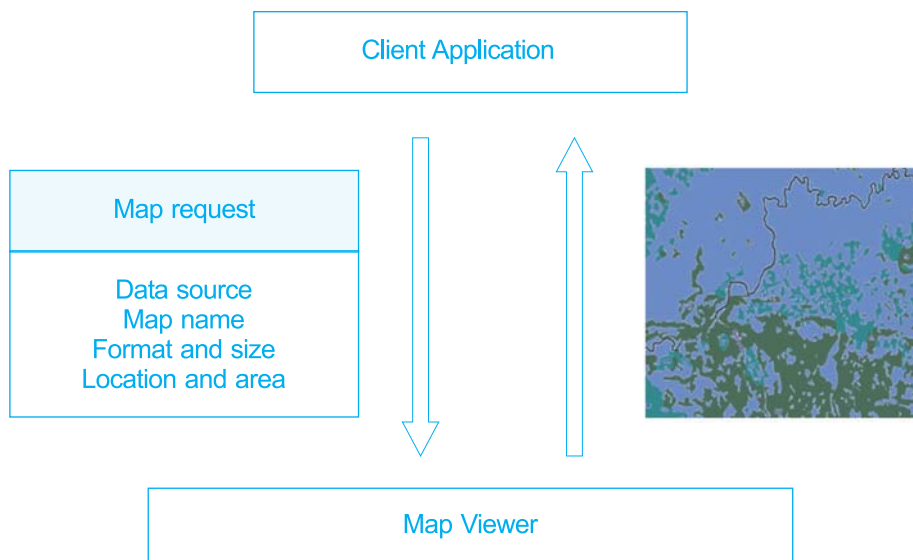 Client Application
Map request
Data source
Map name
Format and size
Location and area
Map Viewer